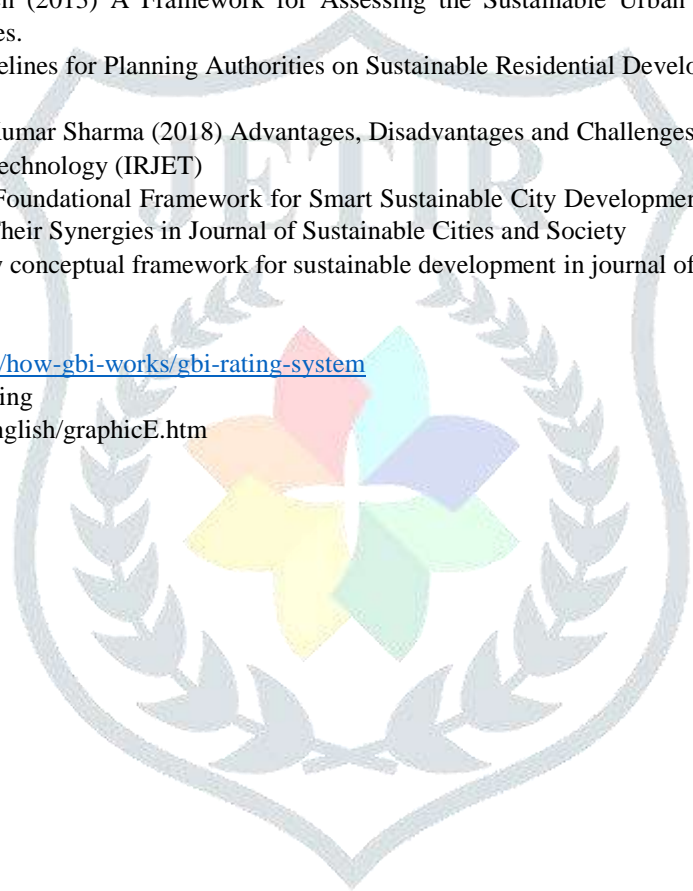 (2015) A Framework for Assessing the Sustainable Urban
es.
elines for Planning Authorities on Sustainable Residential Develo
umar Sharma (2018) Advantages, Disadvantages and Challenges
echnology (IRJET)
Foundational Framework for Smart Sustainable City Developmen
Their Synergies in Journal of Sustainable Cities and Society
conceptual framework for sustainable development in journal of
/how-gbi-works/gbi-rating-system
ing
nglish/graphicE.htm
JETIR